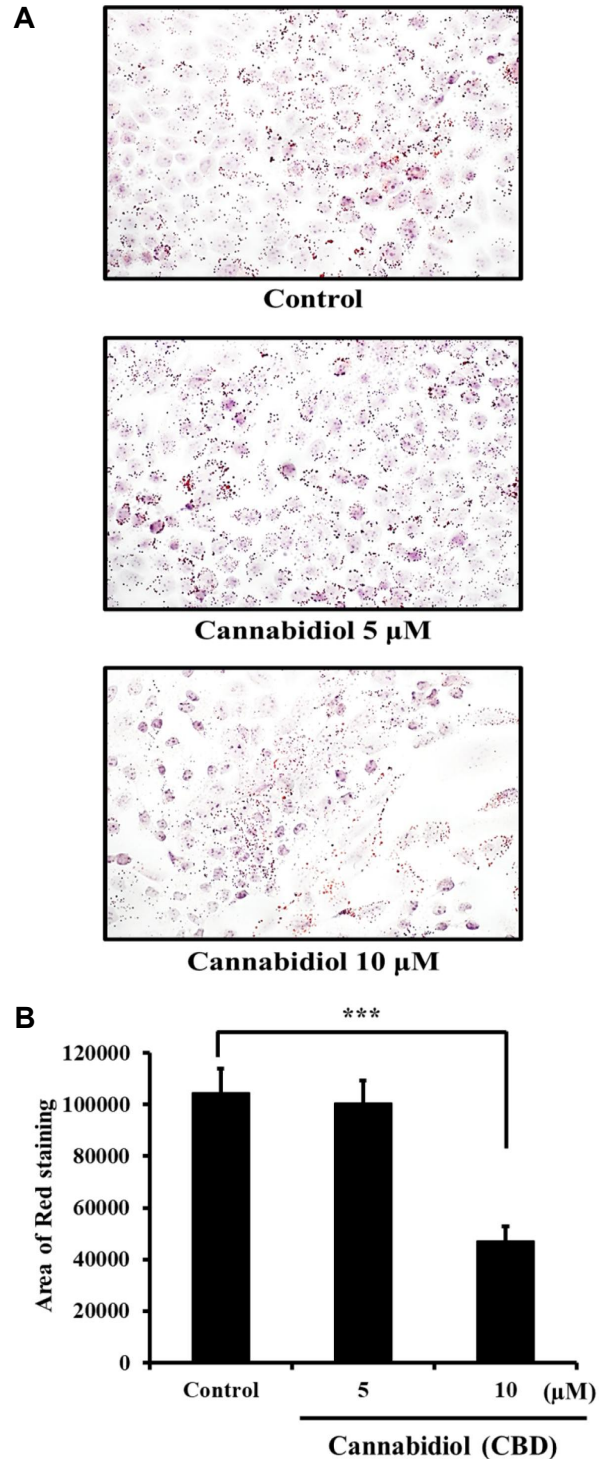 A
Control
Cannabidiol 5 μM
Cannabidiol 10 μM
B
***
120000
100000
80000
60000
40000
20000
0
Area of Red staining
Control 5 10 (μM)
Cannabidiol (CBD)